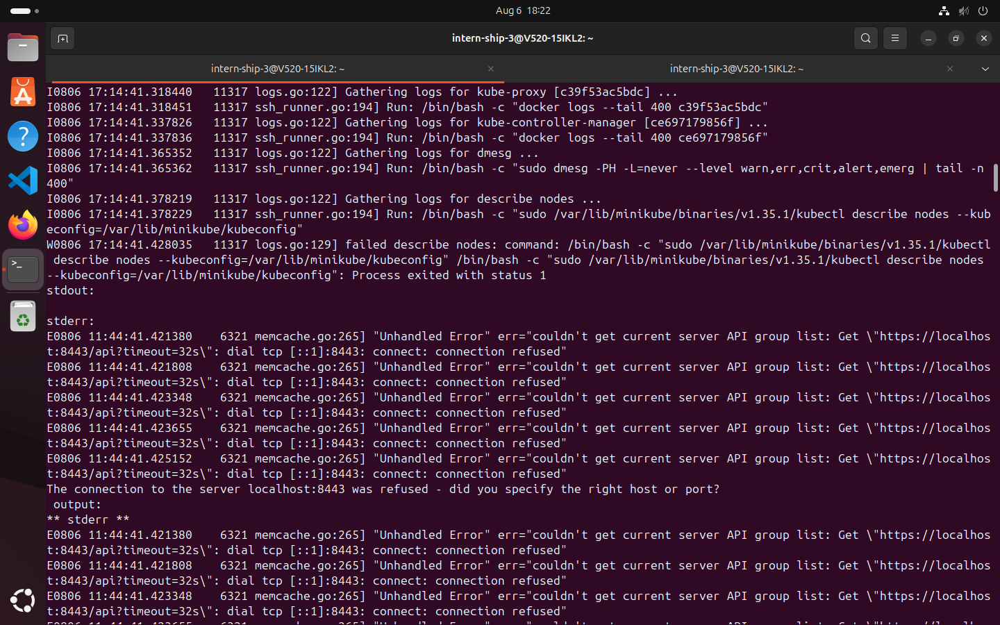 Aug 6 18:22
intern-ship-3@V520-15IKL2: ~
intern-ship-3@V520-15IKL2: ~
intern-ship-3@V520-15IKL2: ~
I0806 17:14:41.318440   11317 logs.go:122] Gathering logs for kube-proxy [c39f53ac5bdc] ...
I0806 17:14:41.318451   11317 ssh_runner.go:194] Run: /bin/bash -c "docker logs --tail 400 c39f53ac5bdc"
I0806 17:14:41.337826   11317 logs.go:122] Gathering logs for kube-controller-manager [ce697179856f] ...
I0806 17:14:41.337836   11317 ssh_runner.go:194] Run: /bin/bash -c "docker logs --tail 400 ce697179856f"
I0806 17:14:41.365352   11317 logs.go:122] Gathering logs for dmesg ...
I0806 17:14:41.365362   11317 ssh_runner.go:194] Run: /bin/bash -c "sudo dmesg -PH -L=never --level warn,err,crit,alert,emerg | tail -n
400"
I0806 17:14:41.378219   11317 logs.go:122] Gathering logs for describe nodes ...
I0806 17:14:41.378229   11317 ssh_runner.go:194] Run: /bin/bash -c "sudo /var/lib/minikube/binaries/v1.35.1/kubectl describe nodes --kub
econfig=/var/lib/minikube/kubeconfig"
W0806 17:14:41.428035   11317 logs.go:129] failed describe nodes: command: /bin/bash -c "sudo /var/lib/minikube/binaries/v1.35.1/kubectl
 describe nodes --kubeconfig=/var/lib/minikube/kubeconfig" /bin/bash -c "sudo /var/lib/minikube/binaries/v1.35.1/kubectl describe nodes
--kubeconfig=/var/lib/minikube/kubeconfig": Process exited with status 1
stdout:
stderr:
E0806 11:44:41.421380    6321 memcache.go:265] "Unhandled Error" err="couldn't get current server API group list: Get \"https://localhos
t:8443/api?timeout=32s\": dial tcp [::1]:8443: connect: connection refused"
E0806 11:44:41.421808    6321 memcache.go:265] "Unhandled Error" err="couldn't get current server API group list: Get \"https://localhos
t:8443/api?timeout=32s\": dial tcp [::1]:8443: connect: connection refused"
E0806 11:44:41.423348    6321 memcache.go:265] "Unhandled Error" err="couldn't get current server API group list: Get \"https://localhos
t:8443/api?timeout=32s\": dial tcp [::1]:8443: connect: connection refused"
E0806 11:44:41.423655    6321 memcache.go:265] "Unhandled Error" err="couldn't get current server API group list: Get \"https://localhos
t:8443/api?timeout=32s\": dial tcp [::1]:8443: connect: connection refused"
E0806 11:44:41.425152    6321 memcache.go:265] "Unhandled Error" err="couldn't get current server API group list: Get \"https://localhos
t:8443/api?timeout=32s\": dial tcp [::1]:8443: connect: connection refused"
The connection to the server localhost:8443 was refused - did you specify the right host or port?
 output:
** stderr **
E0806 11:44:41.421380    6321 memcache.go:265] "Unhandled Error" err="couldn't get current server API group list: Get \"https://localhos
t:8443/api?timeout=32s\": dial tcp [::1]:8443: connect: connection refused"
E0806 11:44:41.421808    6321 memcache.go:265] "Unhandled Error" err="couldn't get current server API group list: Get \"https://localhos
t:8443/api?timeout=32s\": dial tcp [::1]:8443: connect: connection refused"
E0806 11:44:41.423348    6321 memcache.go:265] "Unhandled Error" err="couldn't get current server API group list: Get \"https://localhos
t:8443/api?timeout=32s\": dial tcp [::1]:8443: connect: connection refused"